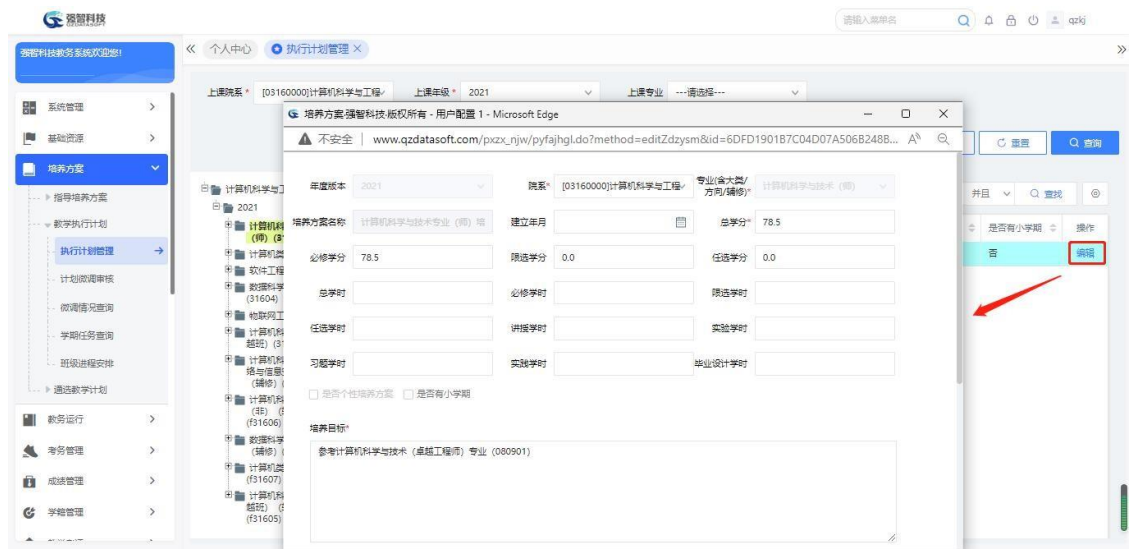 强智科技
QZDATASOFT
请输入菜单名
qzkj
强智科技教务系统欢迎您!
个人中心 执行计划管理 ×
系统管理
基础资源
培养方案
指导培养方案
教学执行计划
执行计划管理
计划微调审核
微调情况查询
学期任务查询
班级进程安排
通选教学计划
教务运行
考务管理
成绩管理
学籍管理
上课院系* [03160000]计算机科学与工程 上课年级* 2021 上课专业 ---请选择---
重置 查询
并且 查找
是否有小学期 操作
否 编辑
计算机科学与工
2021
计算机科
(师)
计算机类
软件工程
数据科学
(31604)
物联网工
计算机科
越班)
计算机科
络与信息
(辅修)
计算机科
(非)
(f31606)
数据科学
(辅修)
计算机类
(f31607)
计算机科
越班)
(f31605)
培养方案-强智科技-版权所有 - 用户配置 1 - Microsoft Edge
不安全 www.qzdatasoft.com/pxzx_njw/pyfajhgl.do?method=editZdzysm&id=6DFD1901B7C04D07A506B248B...
年度版本 2021 院系* [03160000]计算机科学与工程 专业(含大类/方向/辅修)* 计算机科学与技术 (师)
培养方案名称 计算机科学与技术专业 (师) 培 建立年月 总学分* 78.5
必修学分 78.5 限选学分 0.0 任选学分 0.0
总学时 必修学时 限选学时
任选学时 讲授学时 实验学时
习题学时 实践学时 毕业设计学时
是否个性培养方案 是否有小学期
培养目标*
参考计算机科学与技术 (卓越工程师) 专业 (080901)